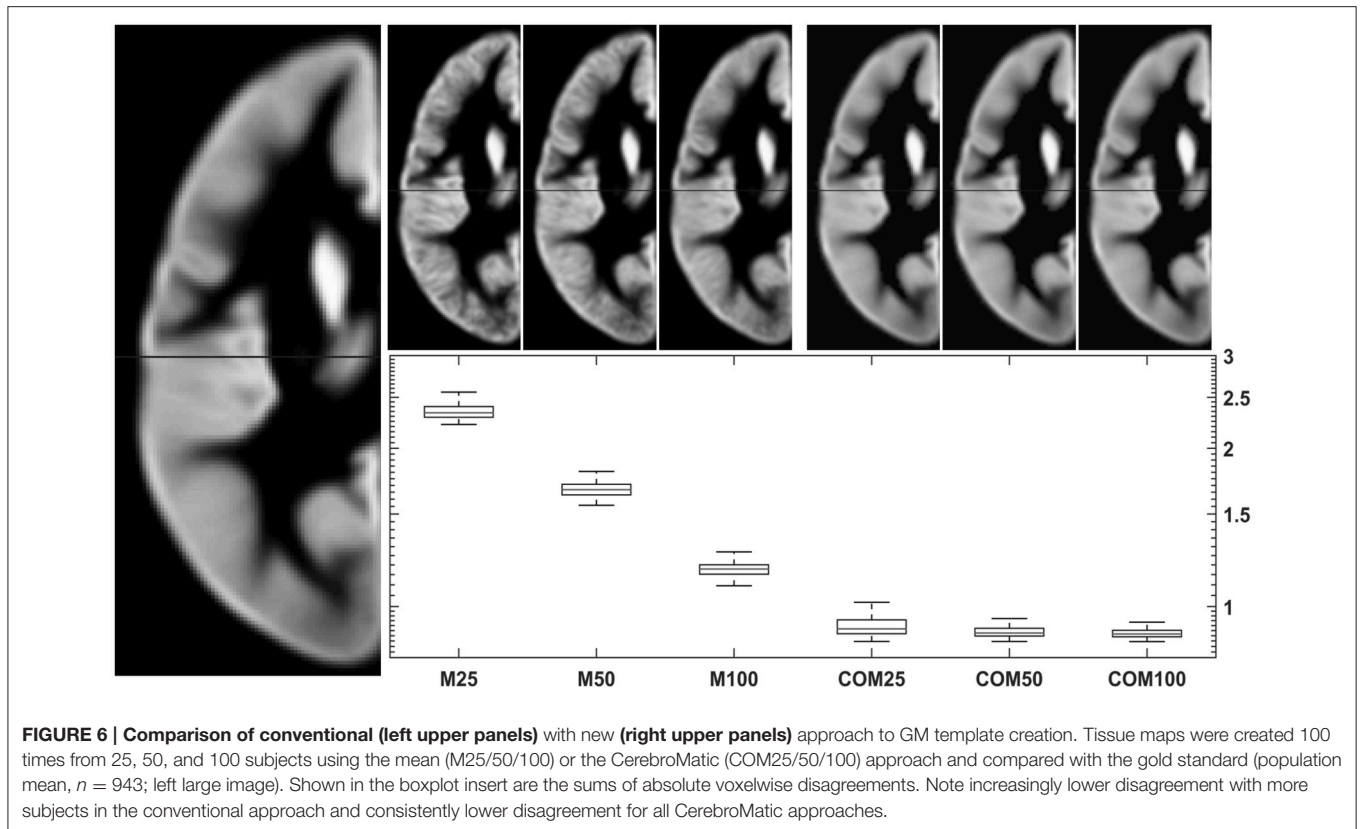 3
2.5
2
1.5
1
M25 M50 M100 COM25 COM50 COM100
FIGURE 6 | Comparison of conventional (left upper panels) with new (right upper panels) approach to GM template creation. Tissue maps were created 100
times from 25, 50, and 100 subjects using the mean (M25/50/100) or the CerebroMatic (COM25/50/100) approach and compared with the gold standard (population
mean, n = 943; left large image). Shown in the boxplot insert are the sums of absolute voxelwise disagreements. Note increasingly lower disagreement with more
subjects in the conventional approach and consistently lower disagreement for all CerebroMatic approaches.